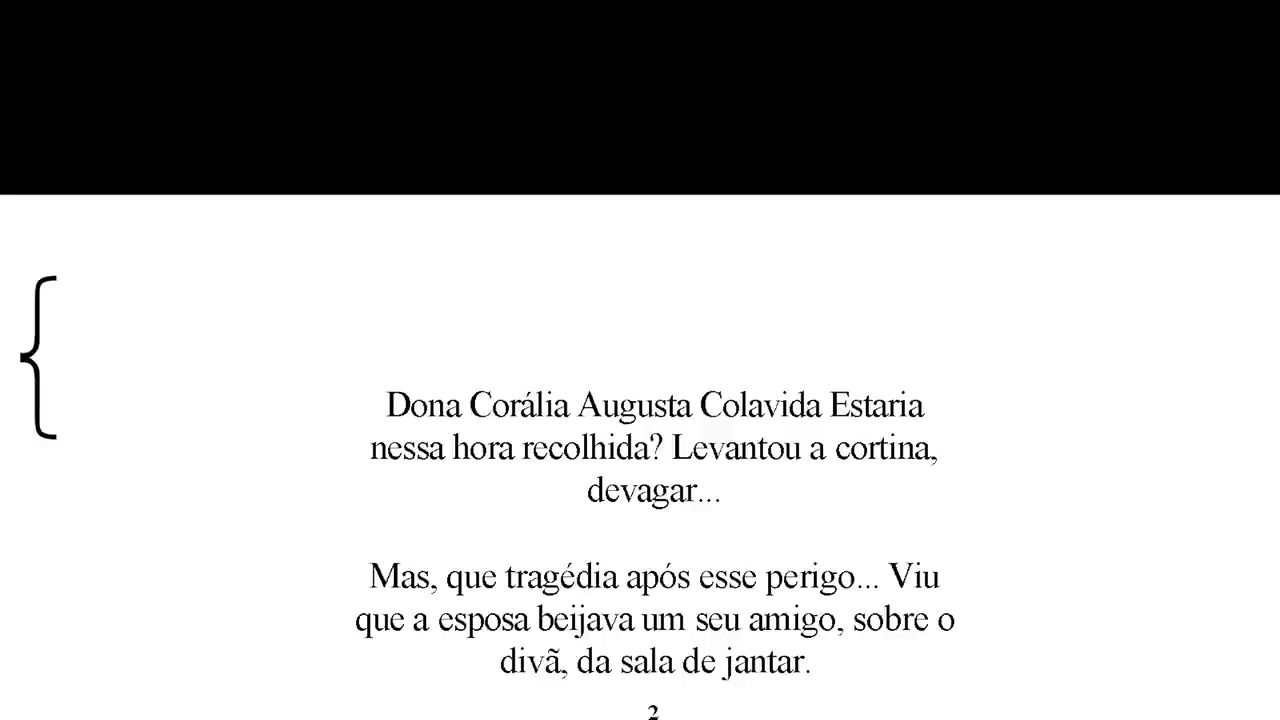 Dona Corália Augusta Colavida Estaria
nessa hora recolhida? Levantou a cortina,
devagar...
Mas, que tragédia após esse perigo... Viu
que a esposa beijava um seu amigo, sobre o
divã, da sala de jantar.
2